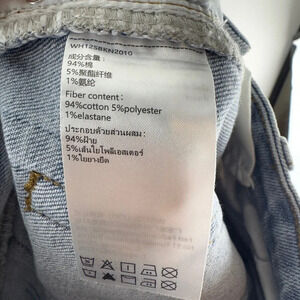 WH1258KN2010
成分含量:
94%棉
5%聚酯纤维
1%氨纶
Fiber content:
94%cotton 5%polyester
1%elastane
ประกอบด้วยส่วนผสม:
94%ฝ้าย
5%เส้นใยโพลีเอสเตอร์
1%ใยยางยืด